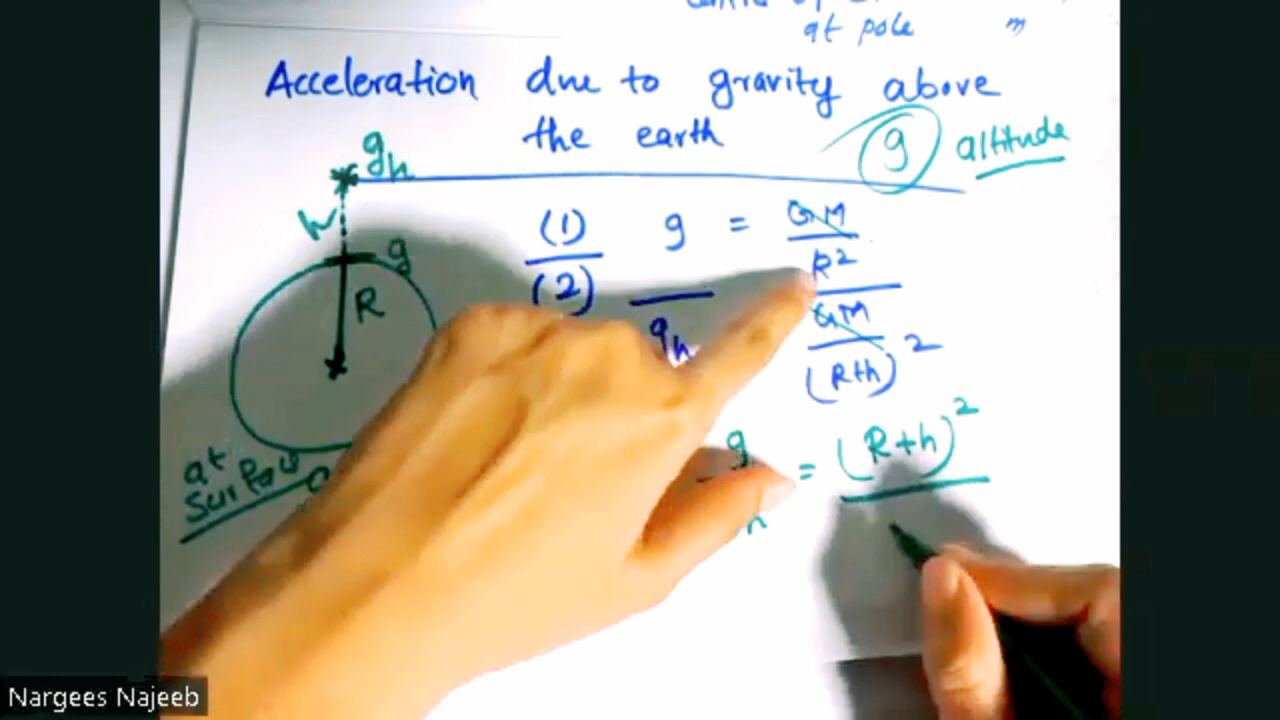 at pole m
Acceleration due to gravity above
the earth
g altitude
gh
h
g
R
(1) g = GM
(2) R²
gh GM
(R+h)²
g = (R+h)²
h
at
surface
Nargees Najeeb